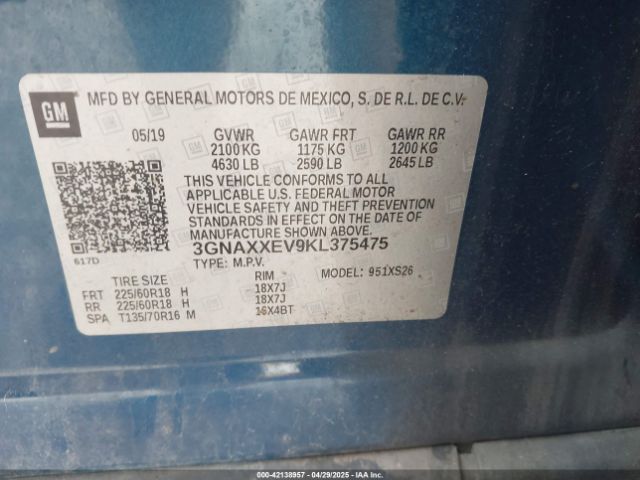 GM
MFD BY GENERAL MOTORS DE MEXICO, S. DE R.L. DE C.V.
05/19 GVWR GAWR FRT GAWR RR
2100 KG 1175 KG 1200 KG
4630 LB 2590 LB 2645 LB
THIS VEHICLE CONFORMS TO ALL
APPLICABLE U.S. FEDERAL MOTOR
VEHICLE SAFETY AND THEFT PREVENTION
STANDARDS IN EFFECT ON THE DATE OF
MANUFACTURE SHOWN ABOVE.
3GNAXXEV9KL375475
617D
TYPE: M.P.V. MODEL: 951XS26
TIRE SIZE RIM
FRT 225/60R18 H 18X7J
RR 225/60R18 H 18X7J
SPA T135/70R16 M 16X4BT
IAA - 42138957 | 04/29/2025 | IAAI.COM